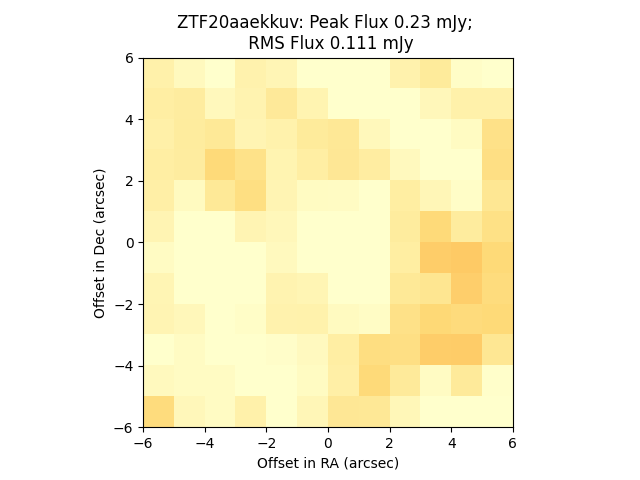 ZTF20aaekkuv: Peak Flux 0.23 mJy;
RMS Flux 0.111 mJy
6
4
2
0
−2
−4
−6
Offset in Dec (arcsec)
−6 −4 −2 0 2 4 6
Offset in RA (arcsec)